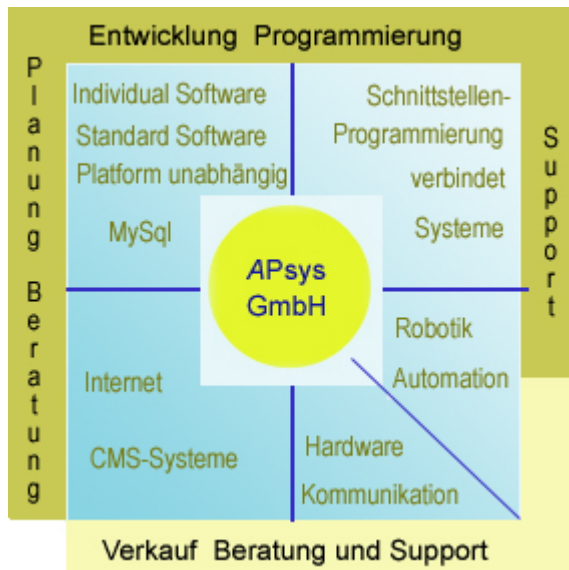 Entwicklung Programmierung
Planung Beratung
Individual Software
Standard Software
Platform unabhängig
MySql
Schnittstellen-
Programmierung
verbindet
Systeme
Support
APsys
GmbH
Internet
CMS-Systeme
Robotik
Automation
Hardware
Kommunikation
Verkauf Beratung und Support